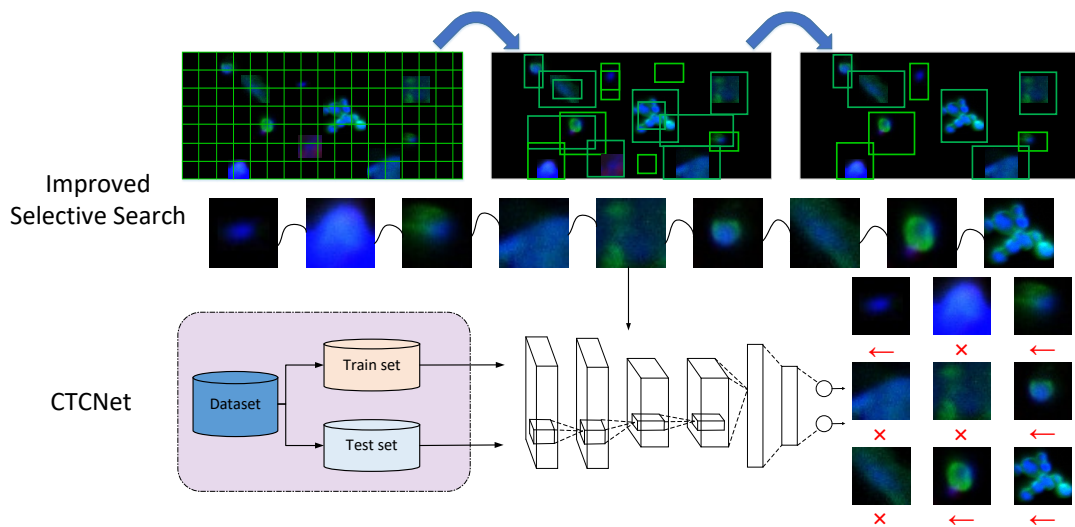 Improved
Selective Search
CTCNet
Dataset
Train set
Test set
← × ←
× × ←
× ← ←